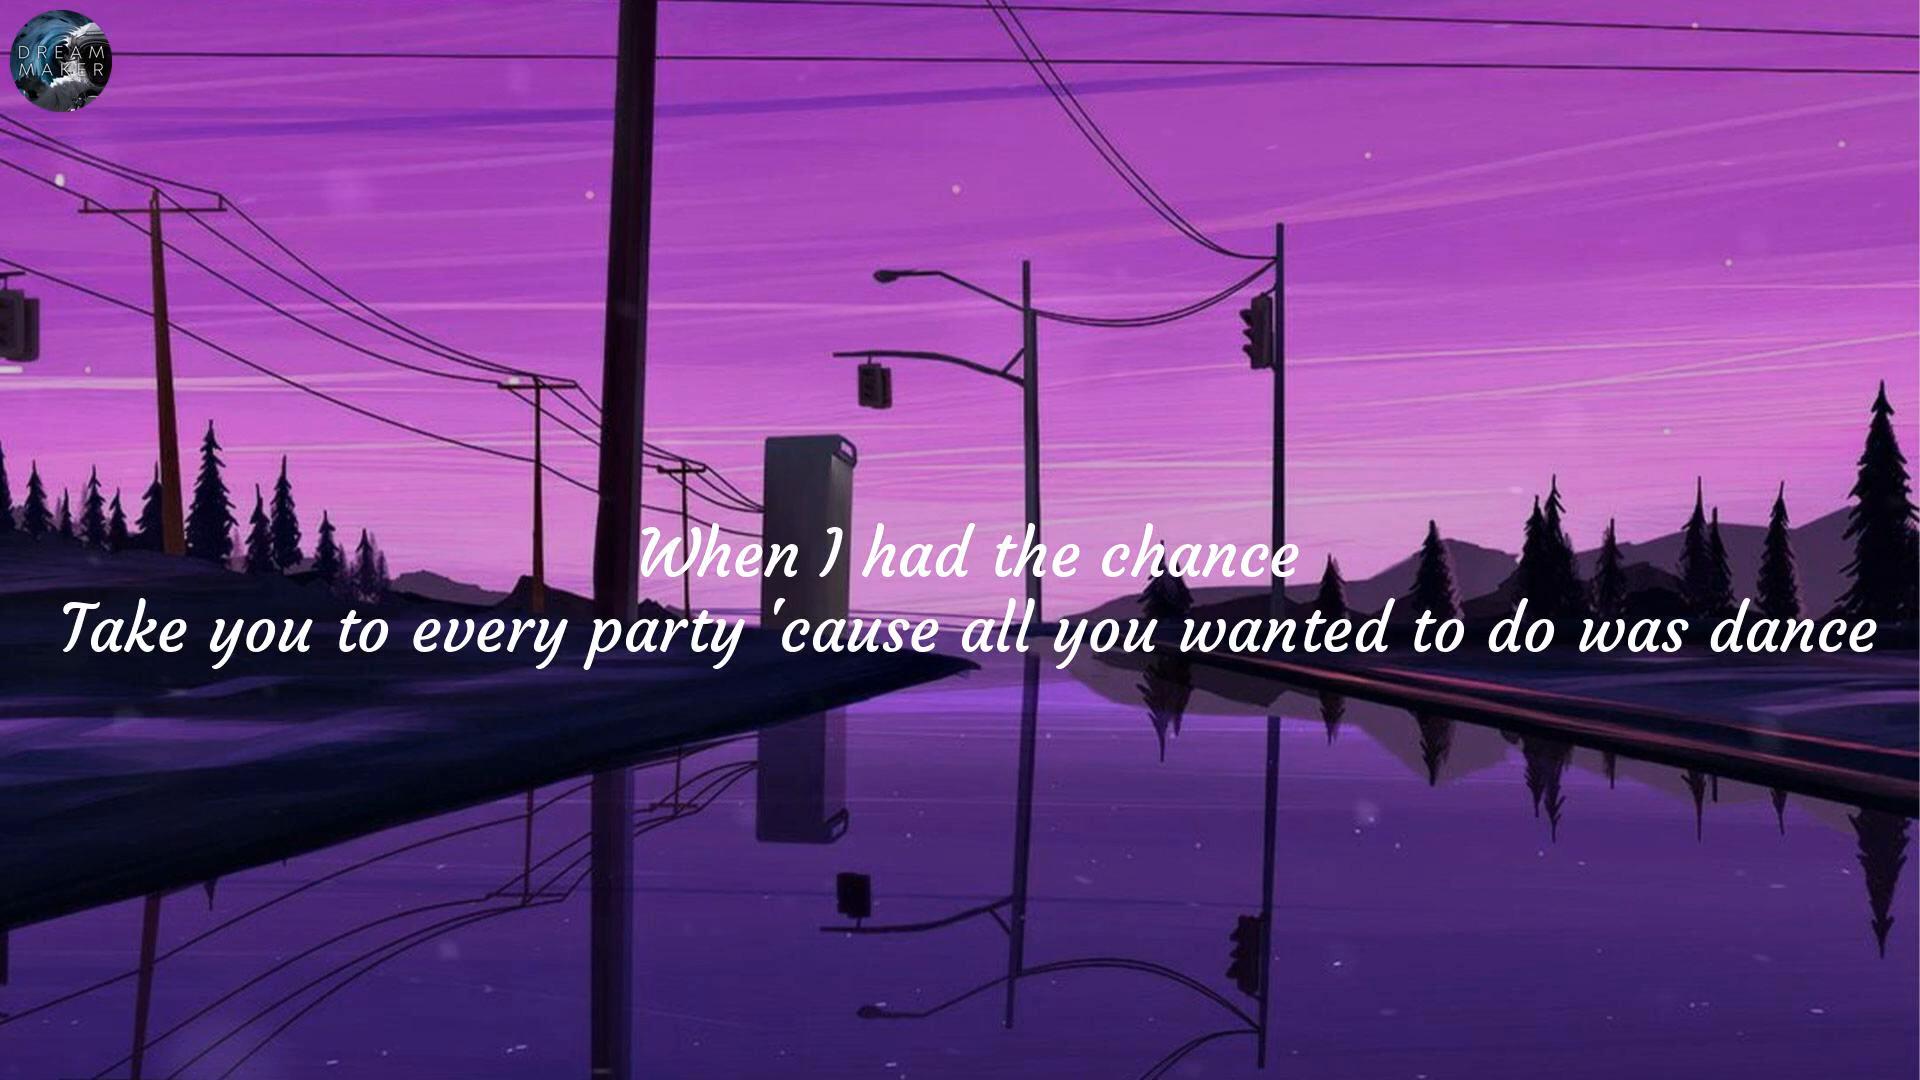 DREAM
MAKER
When I had the chance
Take you to every party 'cause all you wanted to do was dance